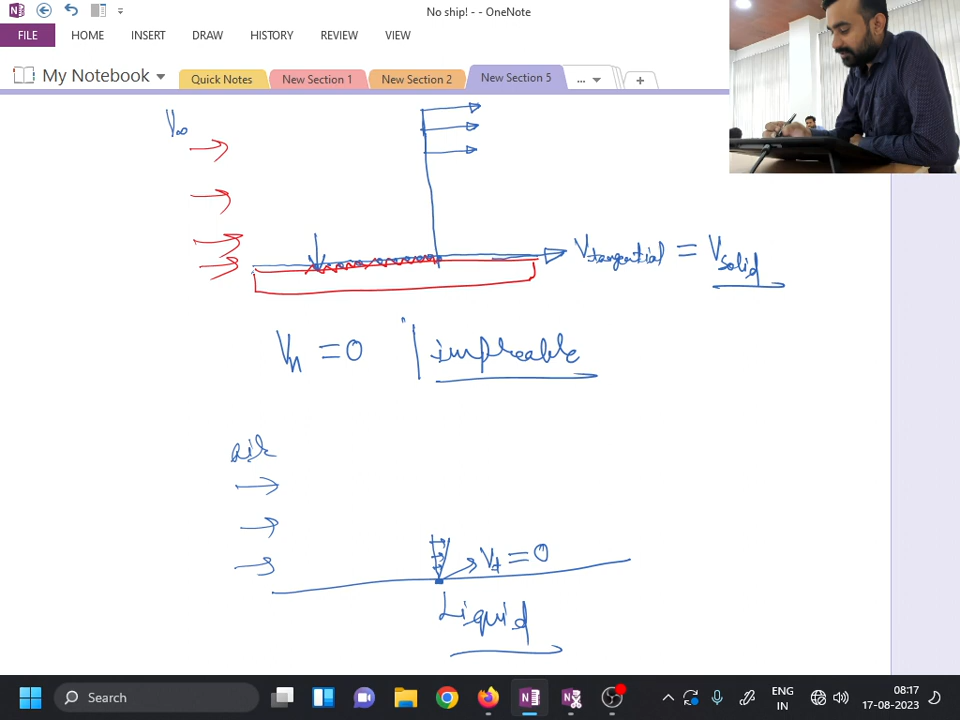 No ship! - - OneNote
FILE HOME INSERT DRAW HISTORY REVIEW VIEW
My Notebook Quick Notes New Section 1 New Section 2 New Section 5 ... +
V∞
Vtangential = Vsolid
Vn = 0 | impreable
air
Vt = 0
Liquid
Search ENG 08:17
IN 17-08-2023